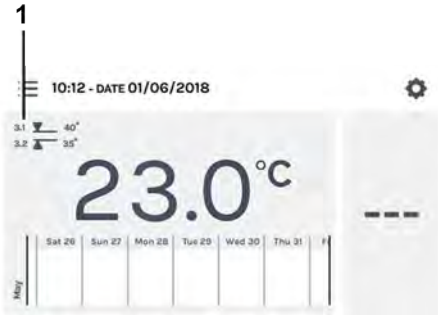 1
10:12 - DATE 01/06/2018
3.1 40°
3.2 35°
23.0°C
---
Sat 26 Sun 27 Mon 28 Tue 29 Wed 30 Thu 31 F
May